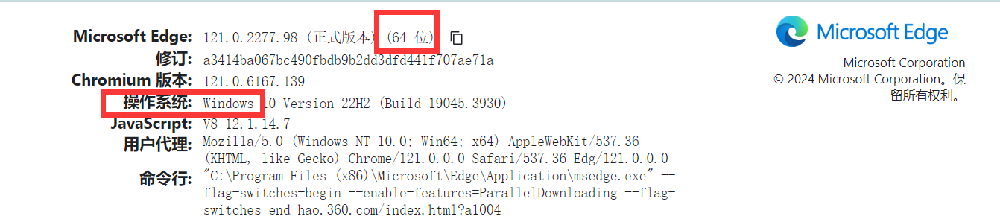 Microsoft Edge: 121.0.2277.98 (正式版本) (64 位)
修订: a3414ba067bc490fbdb9b2dd3dfd441f707ae71a
Chromium 版本: 121.0.6167.139
操作系统: Windows 10 Version 22H2 (Build 19045.3930)
JavaScript: V8 12.1.14.7
用户代理: Mozilla/5.0 (Windows NT 10.0; Win64; x64) AppleWebKit/537.36
(KHTML, like Gecko) Chrome/121.0.0.0 Safari/537.36 Edg/121.0.0.0
命令行: "C:\Program Files (x86)\Microsoft\Edge\Application\msedge.exe" --
flag-switches-begin --enable-features=ParallelDownloading --flag-
switches-end hao.360.com/index.html?a1004
Microsoft Edge
Microsoft Corporation
© 2024 Microsoft Corporation。保
留所有权利。